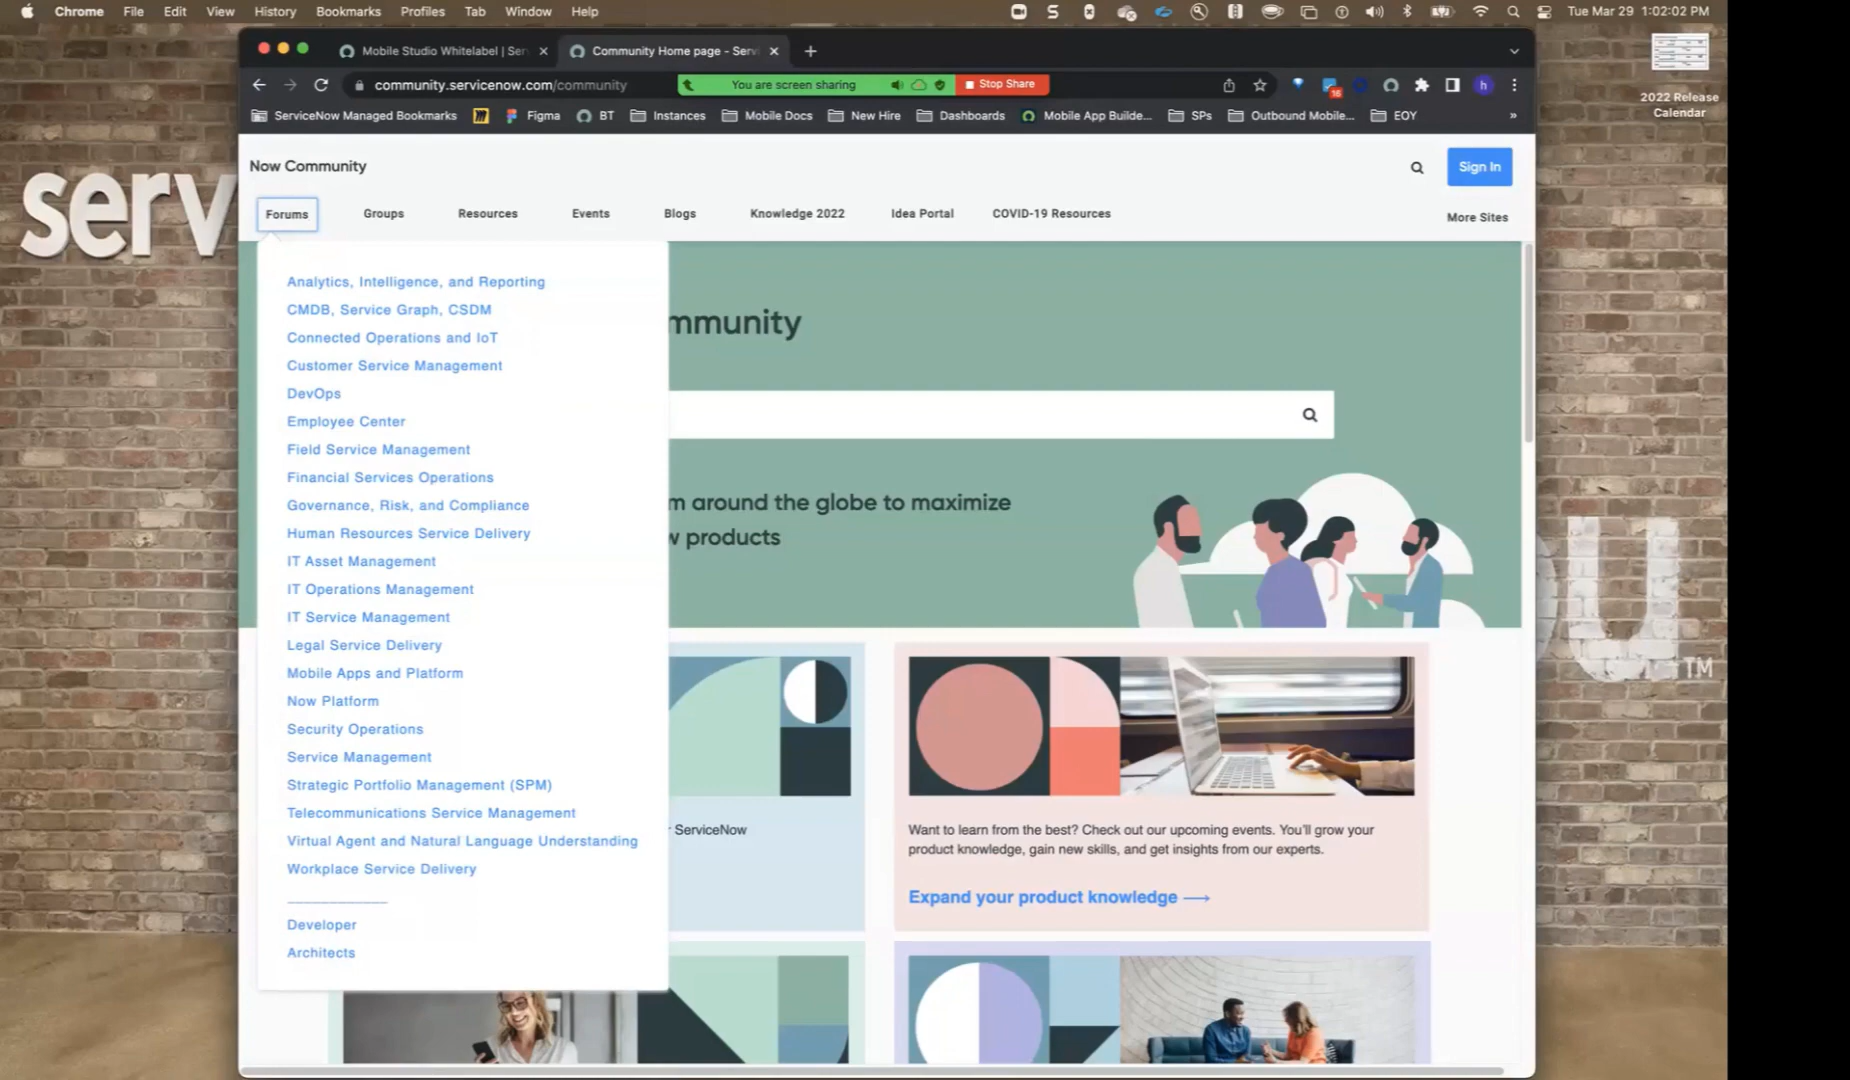 Chrome File Edit View History Bookmarks Profiles Tab Window Help Tue Mar 29 1:02:02 PM
Mobile Studio Whitelabel | Ser Community Home page - Serv
community.servicenow.com/community You are screen sharing Stop Share 16 h
ServiceNow Managed Bookmarks Figma BT Instances Mobile Docs New Hire Dashboards Mobile App Builde... SPs Outbound Mobile... EOY »
2022 Release
Calendar
Now Community
Sign In
Forums Groups Resources Events Blogs Knowledge 2022 Idea Portal COVID-19 Resources More Sites
serv
Analytics, Intelligence, and Reporting
CMDB, Service Graph, CSDM
Connected Operations and IoT
Customer Service Management
DevOps
Employee Center
Field Service Management
Financial Services Operations
Governance, Risk, and Compliance
Human Resources Service Delivery
IT Asset Management
IT Operations Management
IT Service Management
Legal Service Delivery
Mobile Apps and Platform
Now Platform
Security Operations
Service Management
Strategic Portfolio Management (SPM)
Telecommunications Service Management
Virtual Agent and Natural Language Understanding
Workplace Service Delivery
Developer
Architects
mmunity
m around the globe to maximize
w products
ServiceNow
Want to learn from the best? Check out our upcoming events. You'll grow your
product knowledge, gain new skills, and get insights from our experts.
Expand your product knowledge →
u™